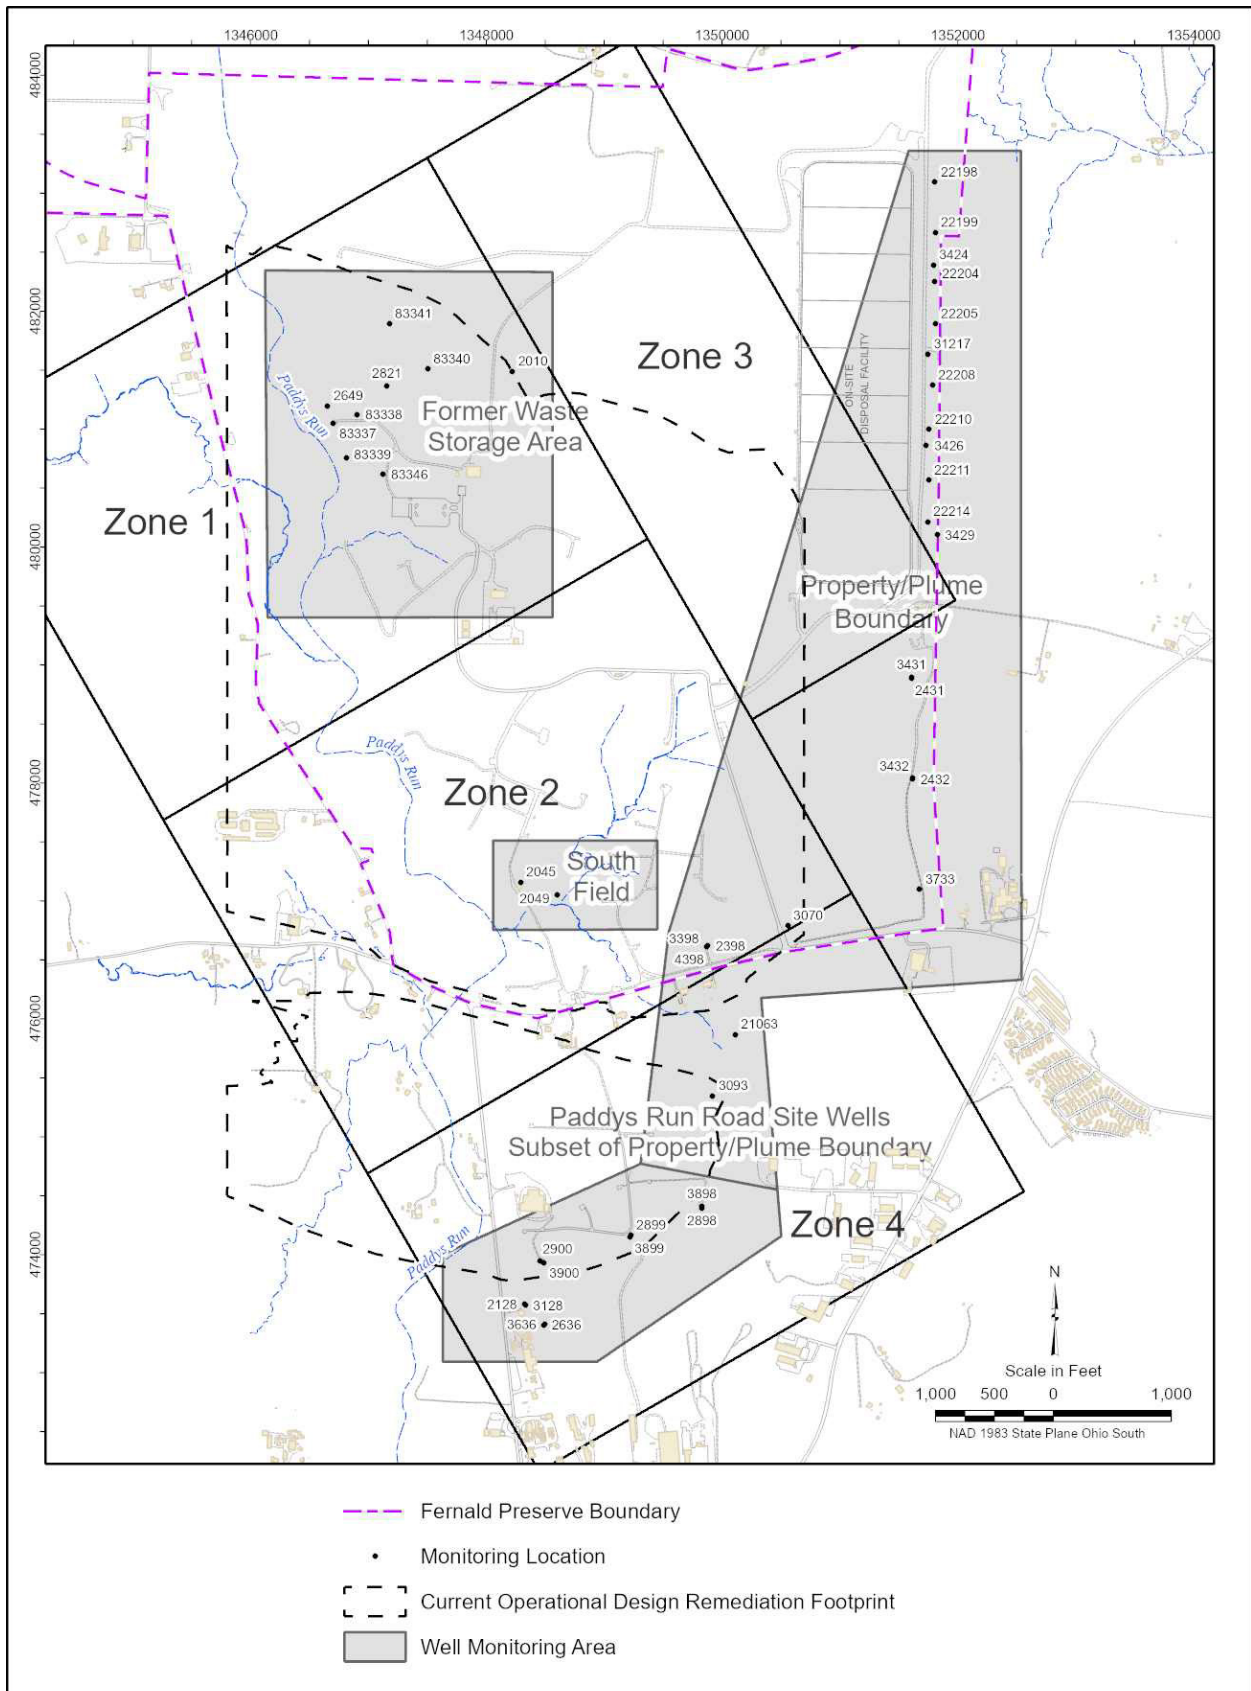 1346000
1348000
1350000
1352000
1354000
484000
482000
480000
478000
476000
474000
22198
22199
3424
22204
22205
31217
22208
22210
3426
22211
22214
3429
ON-SITE
DISPOSAL FACILITY
83341
83340
2010
2821
2649
83338
83337
83339
83346
Former Waste
Storage Area
Paddys Run
Zone 3
Zone 1
Property/Plume
Boundary
3431
2431
3432
2432
Paddys Run
Zone 2
South
Field
2045
2049
3733
3070
3398
2398
4398
21063
3093
Paddys Run Road Site Wells
Subset of Property/Plume Boundary
3898
2898
Zone 4
2899
3899
2900
3900
Paddys Run
2128
3128
3636
2636
N
Scale in Feet
1,000
500
0
1,000
NAD 1983 State Plane Ohio South
Fernald Preserve Boundary
Monitoring Location
Current Operational Design Remediation Footprint
Well Monitoring Area